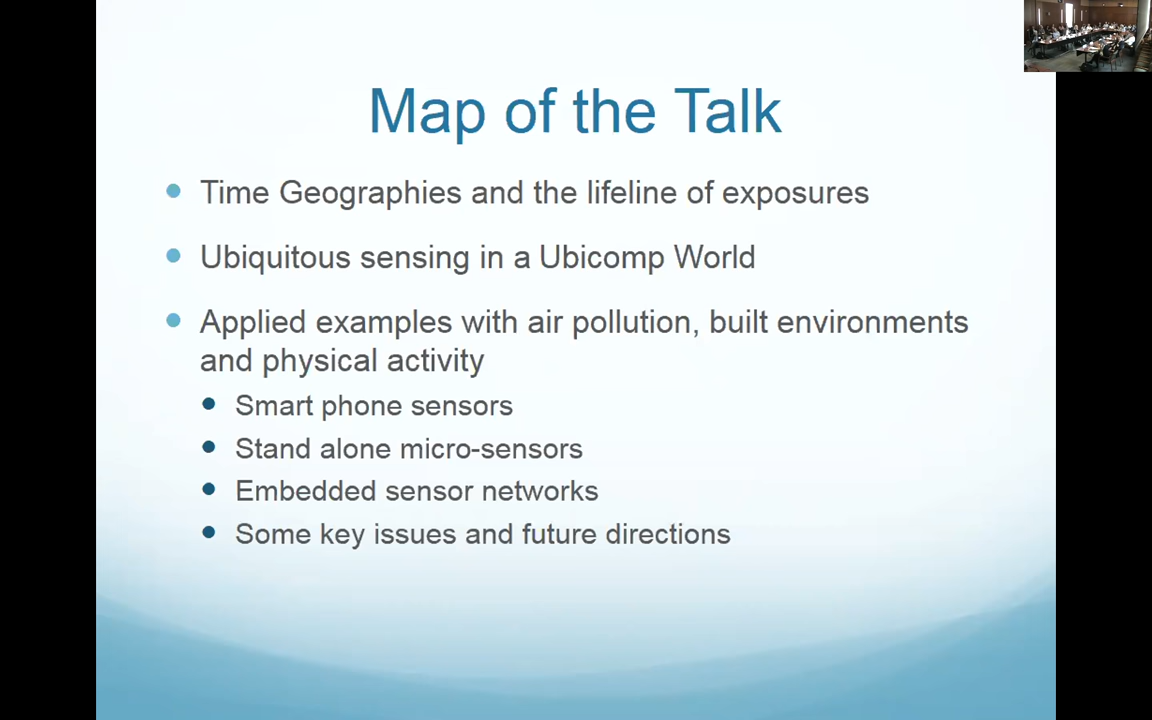 Map of the Talk
Time Geographies and the lifeline of exposures
Ubiquitous sensing in a Ubicomp World
Applied examples with air pollution, built environments
and physical activity
Smart phone sensors
Stand alone micro-sensors
Embedded sensor networks
Some key issues and future directions